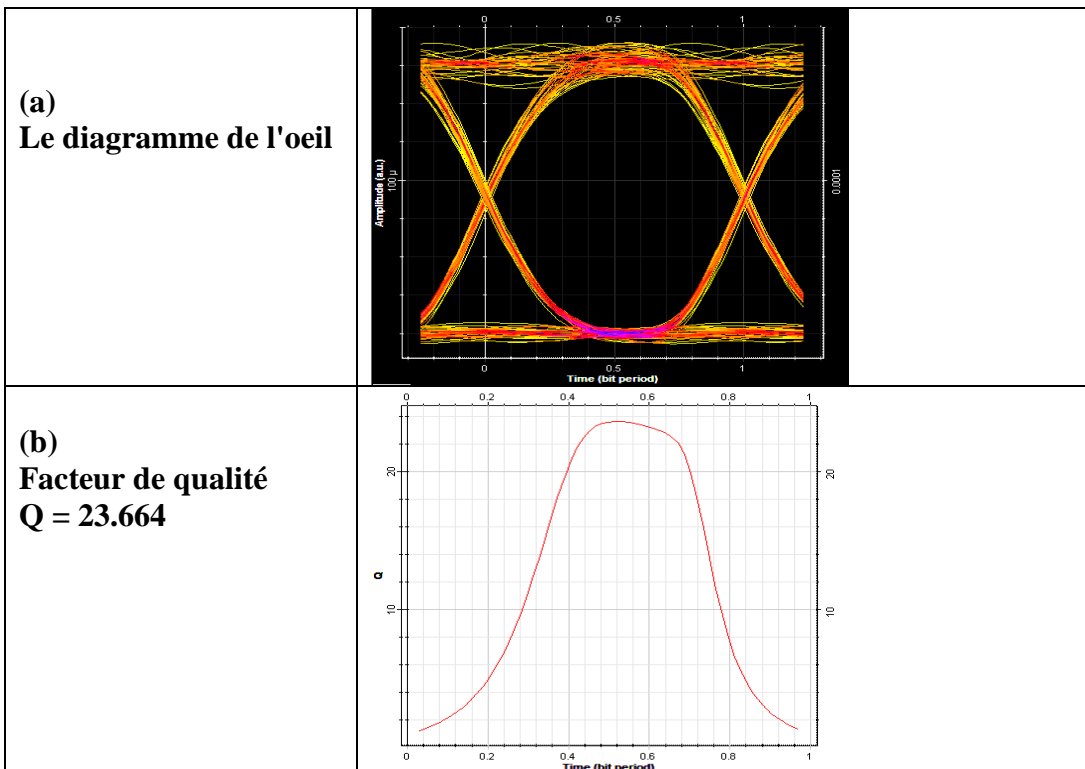 (a)
Le diagramme de l'oeil
0 0.5 1
Amplitude (a.u.)
100 µ
0.0001
0 0.5 1
Time (bit period)
(b)
Facteur de qualité
Q = 23.664
0 0.2 0.4 0.6 0.8 1
Q
20
10
20
10
0 0.2 0.4 0.6 0.8 1
Time (bit period)